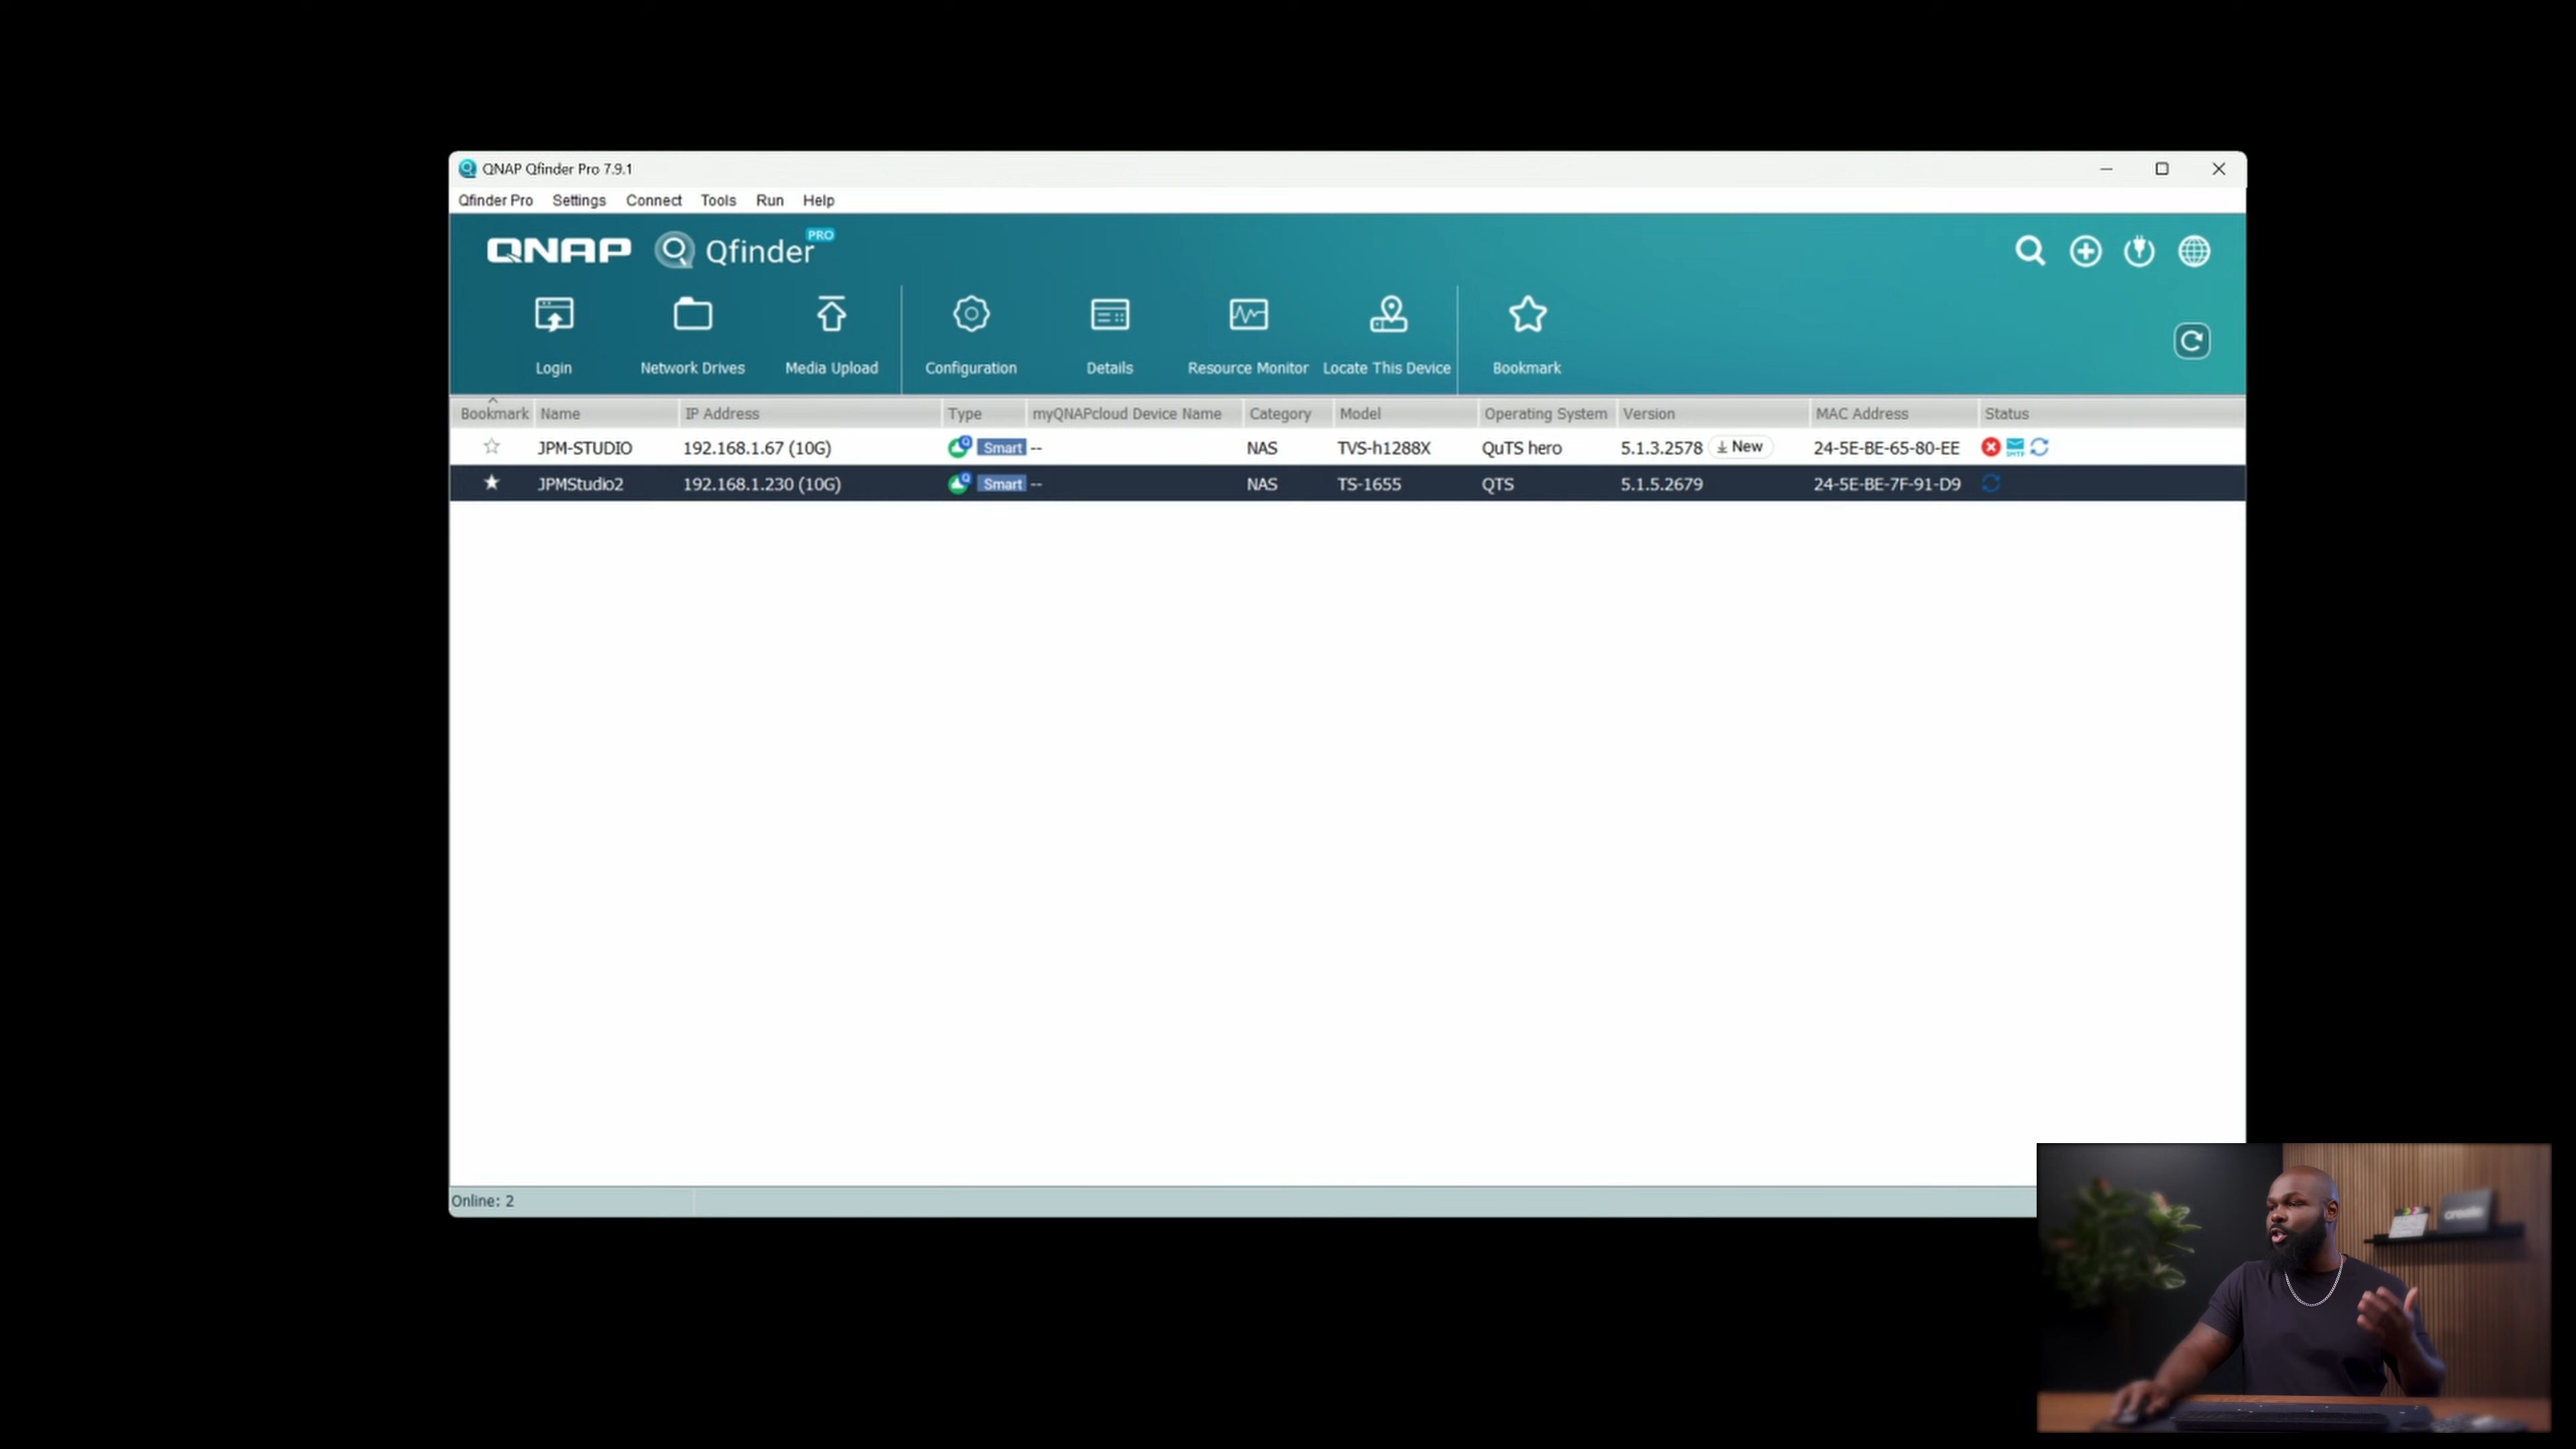 QNAP Qfinder Pro 7.9.1
Qfinder Pro Settings Connect Tools Run Help
QNAP Qfinder PRO
Login Network Drives Media Upload Configuration Details Resource Monitor Locate This Device Bookmark
Bookmark Name IP Address Type myQNAPcloud Device Name Category Model Operating System Version MAC Address Status
JPM-STUDIO 192.168.1.67 (10G) Smart -- NAS TVS-h1288X QuTS hero 5.1.3.2578 New 24-5E-BE-65-80-EE SMTP
JPMStudio2 192.168.1.230 (10G) Smart -- NAS TS-1655 QTS 5.1.5.2679 24-5E-BE-7F-91-D9
Online: 2
create